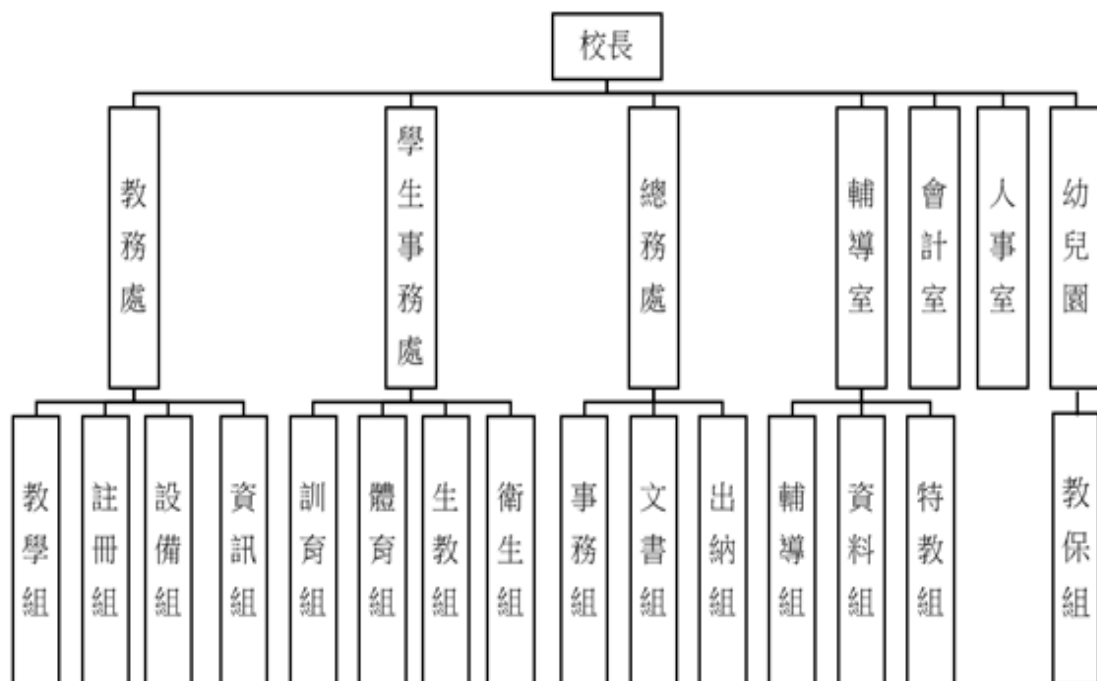 校長
教務處
學生事務處
總務處
輔導室
會計室
人事室
幼兒園
教學組
註冊組
設備組
資訊組
訓育組
體育組
生教組
衛生組
事務組
文書組
出納組
輔導組
資料組
特教組
教保組